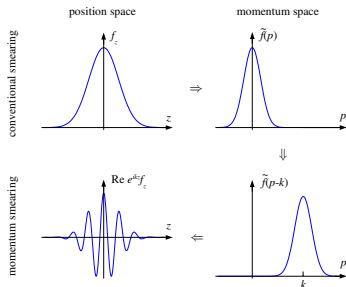 position space
momentum space
conventional smearing
f_z
z
⇒
f̃(p)
p
⇓
momentum smearing
Re e^{ikz}f_z
z
⇐
f̃(p-k)
p
k